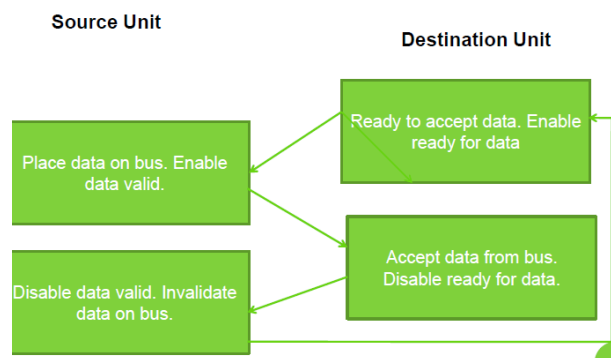 Source Unit
Destination Unit
Ready to accept data. Enable
ready for data
Place data on bus. Enable
data valid.
Accept data from bus.
Disable ready for data.
Disable data valid. Invalidate
data on bus.